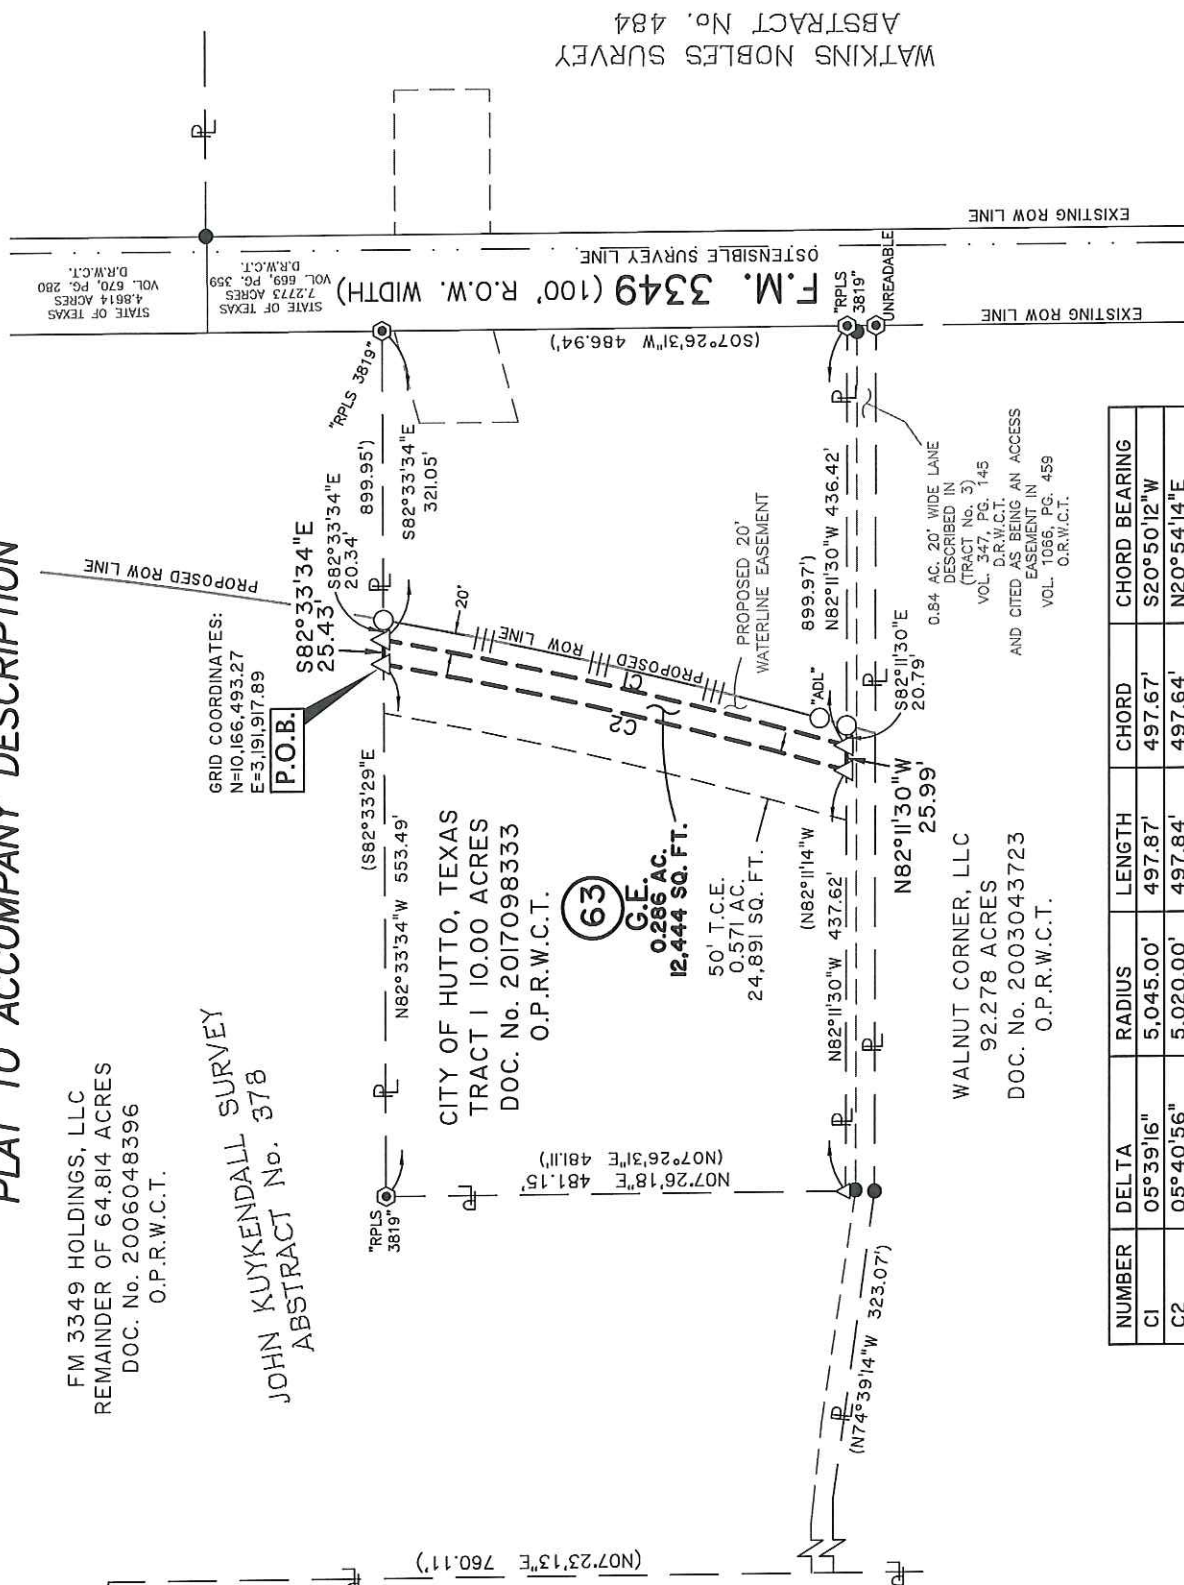 PLAT TO ACCOMPANY DESCRIPTION
FM 3349 HOLDINGS, LLC
REMAINDER OF 64.814 ACRES
DOC. No. 2006048396
O.P.R.W.C.T.
JOHN KUYKENDALL SURVEY
ABSTRACT No. 378
GRID COORDINATES:
N=10,166,493.27
E=3,191,917.89
P.O.B.
PROPOSED ROW LINE
S82°33'34"E
25.43'
S82°33'34"E
20.34'
"RPLS 3819"
899.95')
S82°33'34"E
321.05'
STATE OF TEXAS
4.8614 ACRES
VOL. 670, PG. 280
D.R.W.C.T.
STATE OF TEXAS
7.2773 ACRES
VOL. 669, PG. 359
D.R.W.C.T.
WATKINS NOBLES SURVEY
ABSTRACT No. 484
"RPLS
3819"
(S82°33'29"E
N82°33'34"W 553.49'
CITY OF HUTTO, TEXAS
TRACT 1 10.00 ACRES
DOC. No. 2017098333
O.P.R.W.C.T.
63
G.E.
0.286 AC.
12,444 SQ. FT.
50' T.C.E.
0.571 AC.
24,891 SQ. FT.
C2
C1
20'
PROPOSED ROW LINE
PROPOSED 20'
WATERLINE EASEMENT
(S07°26'31"W 486.94')
F.M. 3349 (100' R.O.W. WIDTH)
OSTENSIBLE SURVEY LINE
N07°26'18"E 481.15'
(N07°26'31"E 481.11')
(N82°11'14"W
N82°11'30"W 437.62'
"ADL"
899.97')
N82°11'30"W 436.42'
"RPLS
3819"
UNREADABLE
EXISTING ROW LINE
EXISTING ROW LINE
EXISTING ROW LINE
EXISTING ROW LINE
S82°11'30"E
20.79'
N82°11'30"W
25.99'
0.84 AC. 20' WIDE LANE
DESCRIBED IN
(TRACT No. 3)
VOL. 347, PG. 145
D.R.W.C.T.
AND CITED AS BEING AN ACCESS
EASEMENT IN
VOL. 1066, PG. 459
O.R.W.C.T.
WALNUT CORNER, LLC
92.278 ACRES
DOC. No. 2003043723
O.P.R.W.C.T.
(N07°23'13"E 760.11')
(N74°39'14"W 323.07')
NUMBER DELTA RADIUS LENGTH CHORD CHORD BEARING
C1 05°39'16" 5,045.00' 497.87' 497.67' S20°50'12"W
C2 05°40'56" 5,020.00' 497.84' 497.64' N20°54'14"E